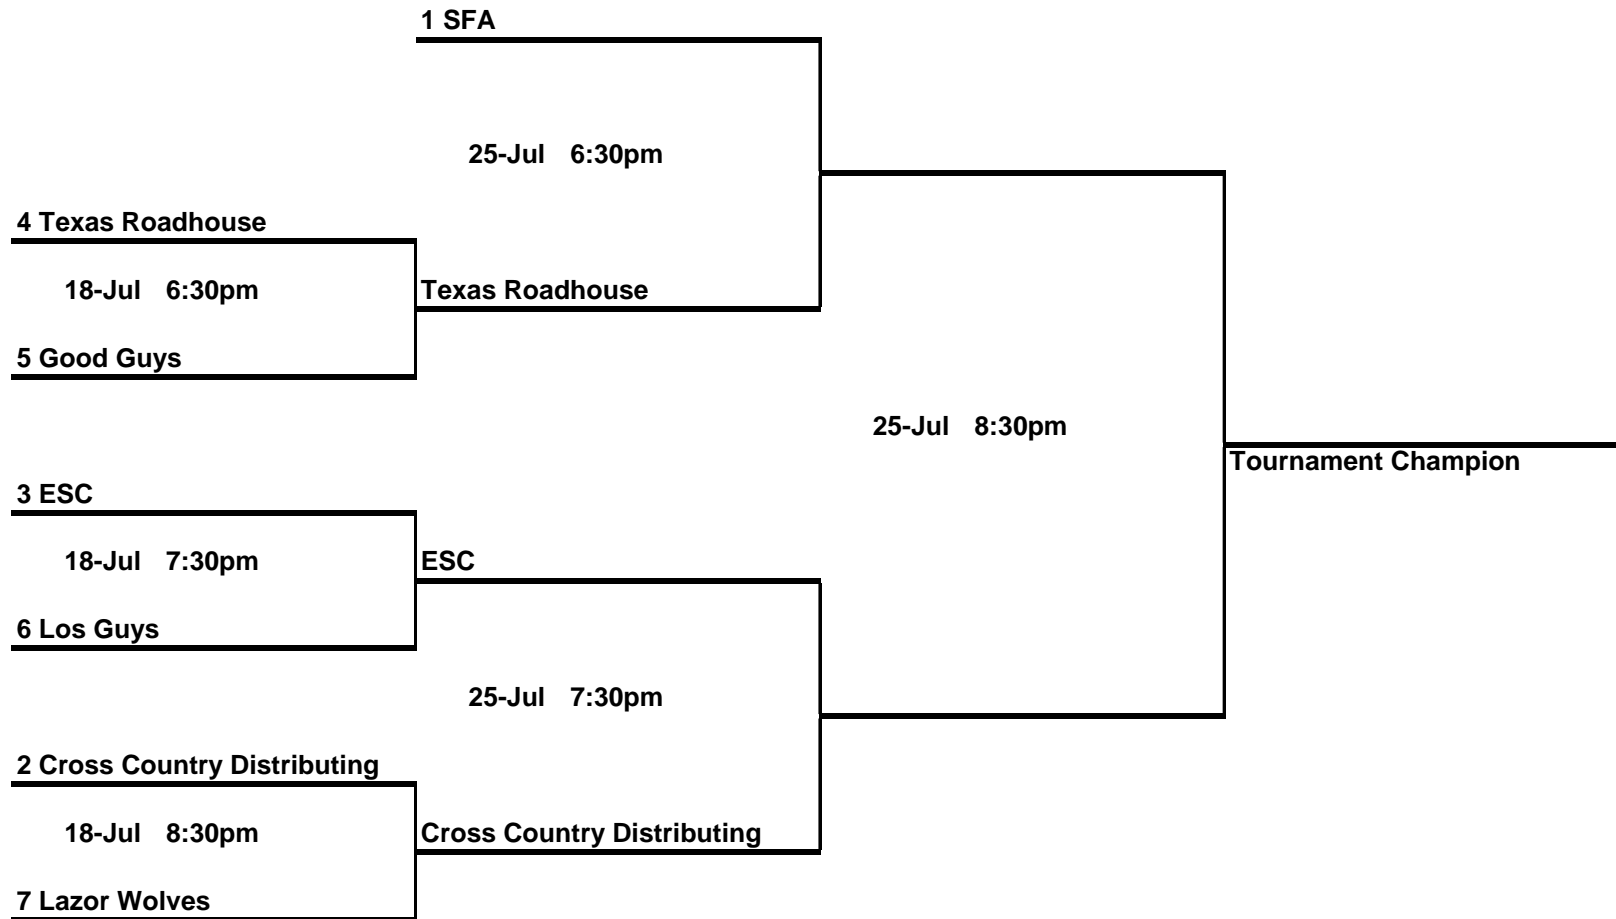 1 SFA
25-Jul 6:30pm
4 Texas Roadhouse
18-Jul 6:30pm
Texas Roadhouse
5 Good Guys
25-Jul 8:30pm
Tournament Champion
3 ESC
18-Jul 7:30pm
ESC
6 Los Guys
25-Jul 7:30pm
2 Cross Country Distributing
18-Jul 8:30pm
Cross Country Distributing
7 Lazor Wolves